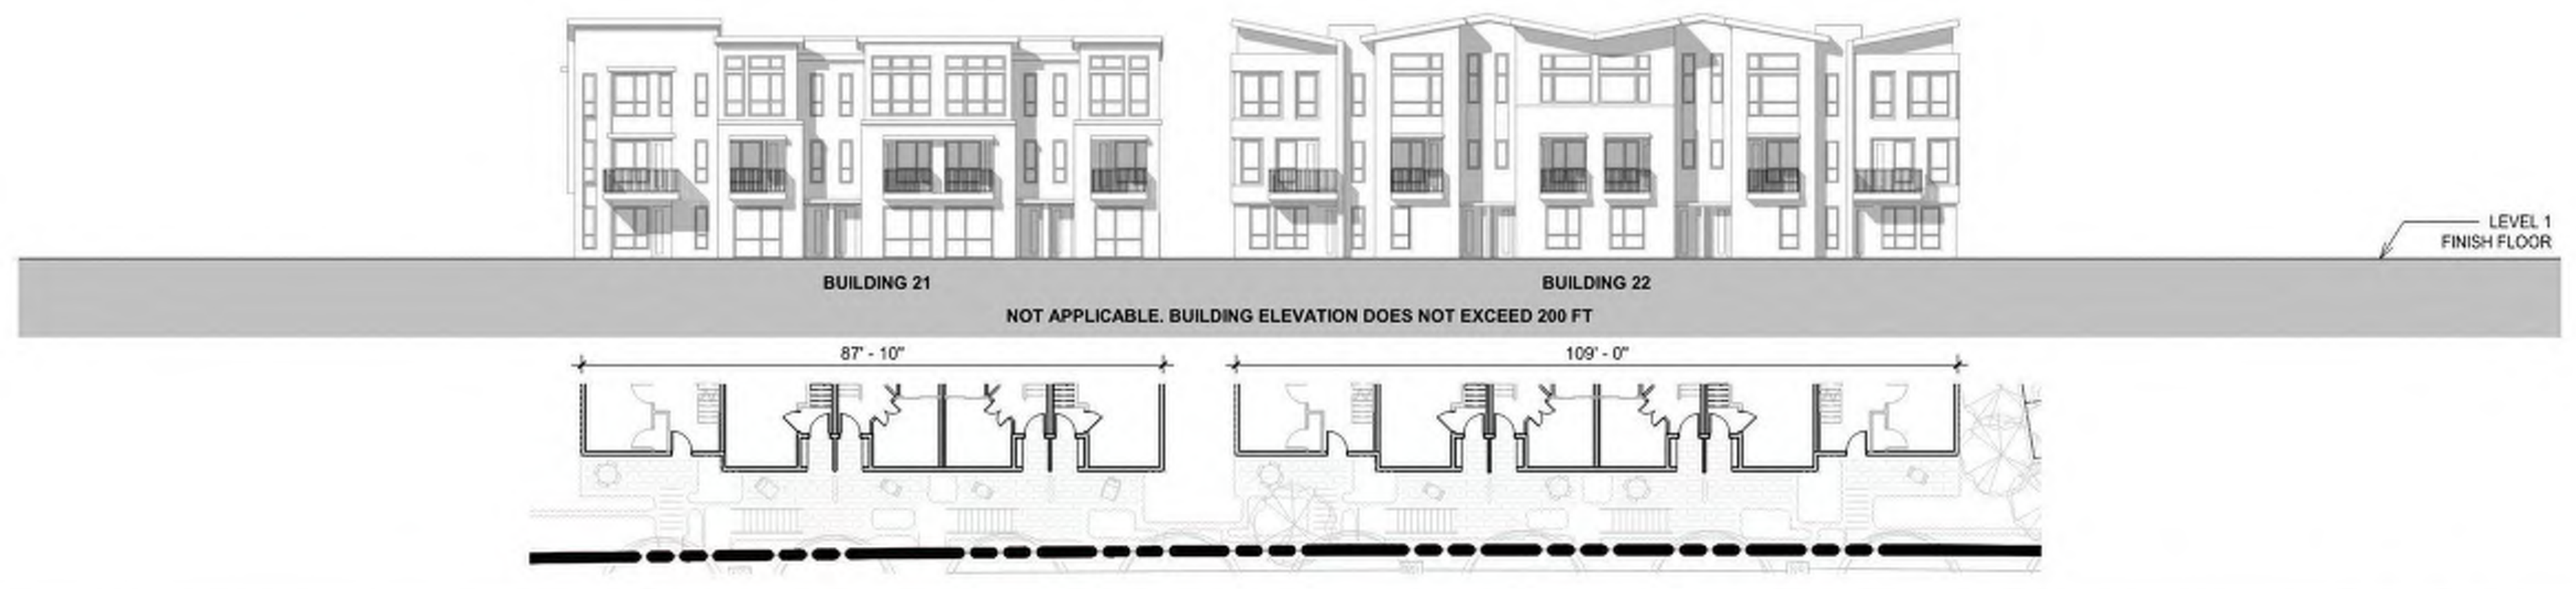 LEVEL 1
FINISH FLOOR
BUILDING 21
BUILDING 22
NOT APPLICABLE. BUILDING ELEVATION DOES NOT EXCEED 200 FT
87' - 10"
109' - 0"